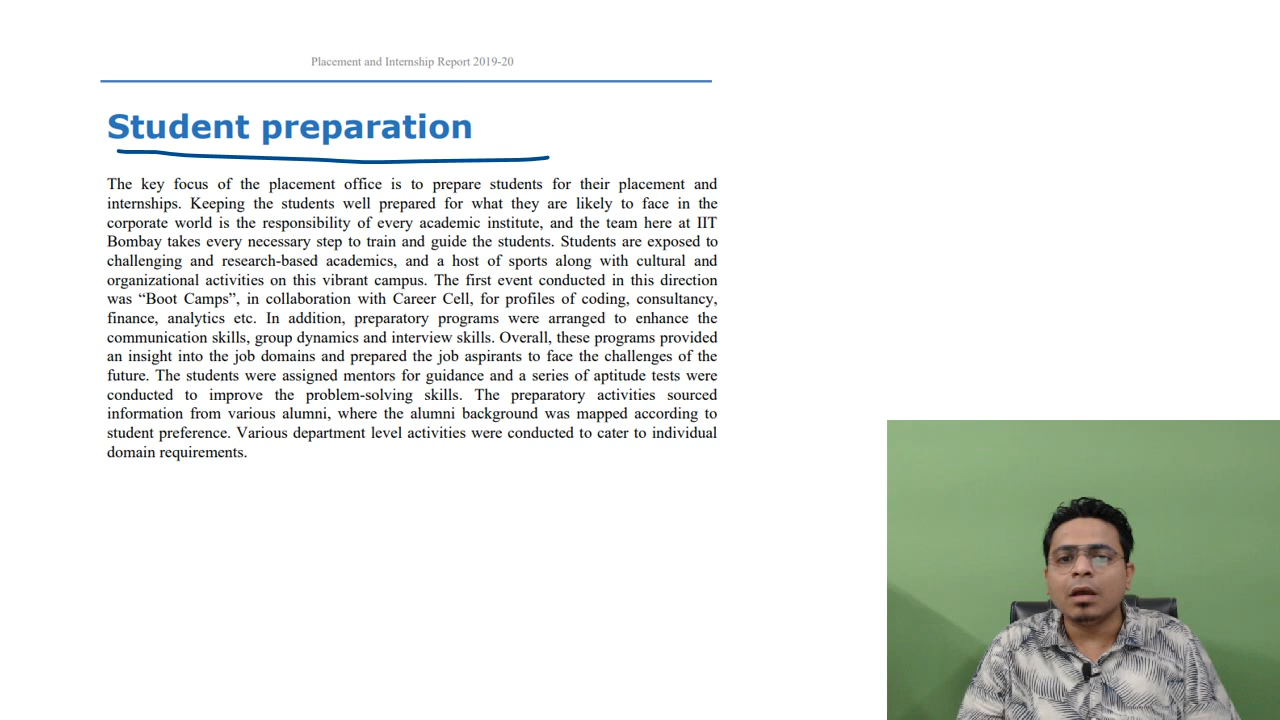 Placement and Internship Report 2019-20
Student preparation
The key focus of the placement office is to prepare students for their placement and
internships. Keeping the students well prepared for what they are likely to face in the
corporate world is the responsibility of every academic institute, and the team here at IIT
Bombay takes every necessary step to train and guide the students. Students are exposed to
challenging and research-based academics, and a host of sports along with cultural and
organizational activities on this vibrant campus. The first event conducted in this direction
was “Boot Camps”, in collaboration with Career Cell, for profiles of coding, consultancy,
finance, analytics etc. In addition, preparatory programs were arranged to enhance the
communication skills, group dynamics and interview skills. Overall, these programs provided
an insight into the job domains and prepared the job aspirants to face the challenges of the
future. The students were assigned mentors for guidance and a series of aptitude tests were
conducted to improve the problem-solving skills. The preparatory activities sourced
information from various alumni, where the alumni background was mapped according to
student preference. Various department level activities were conducted to cater to individual
domain requirements.